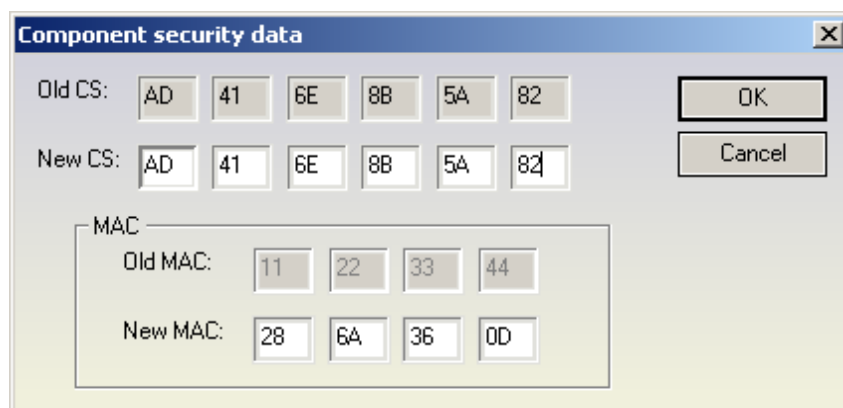 Component security data
Old CS: AD 41 6E 8B 5A 82 OK
New CS: AD 41 6E 8B 5A 82 Cancel
MAC
Old MAC: 11 22 33 44
New MAC: 28 6A 36 0D